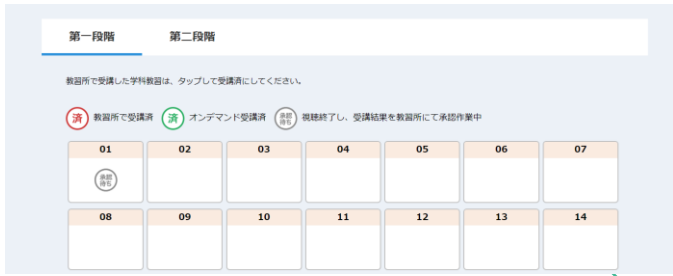 第一段階 第二段階
教習所で受講した学科教習は、タップして受講済にしてください。
済 教習所で受講済 済 オンデマンド受講済 承認待ち 視聴終了し、受講結果を教習所にて承認作業中
01 02 03 04 05 06 07
承認
待ち
08 09 10 11 12 13 14